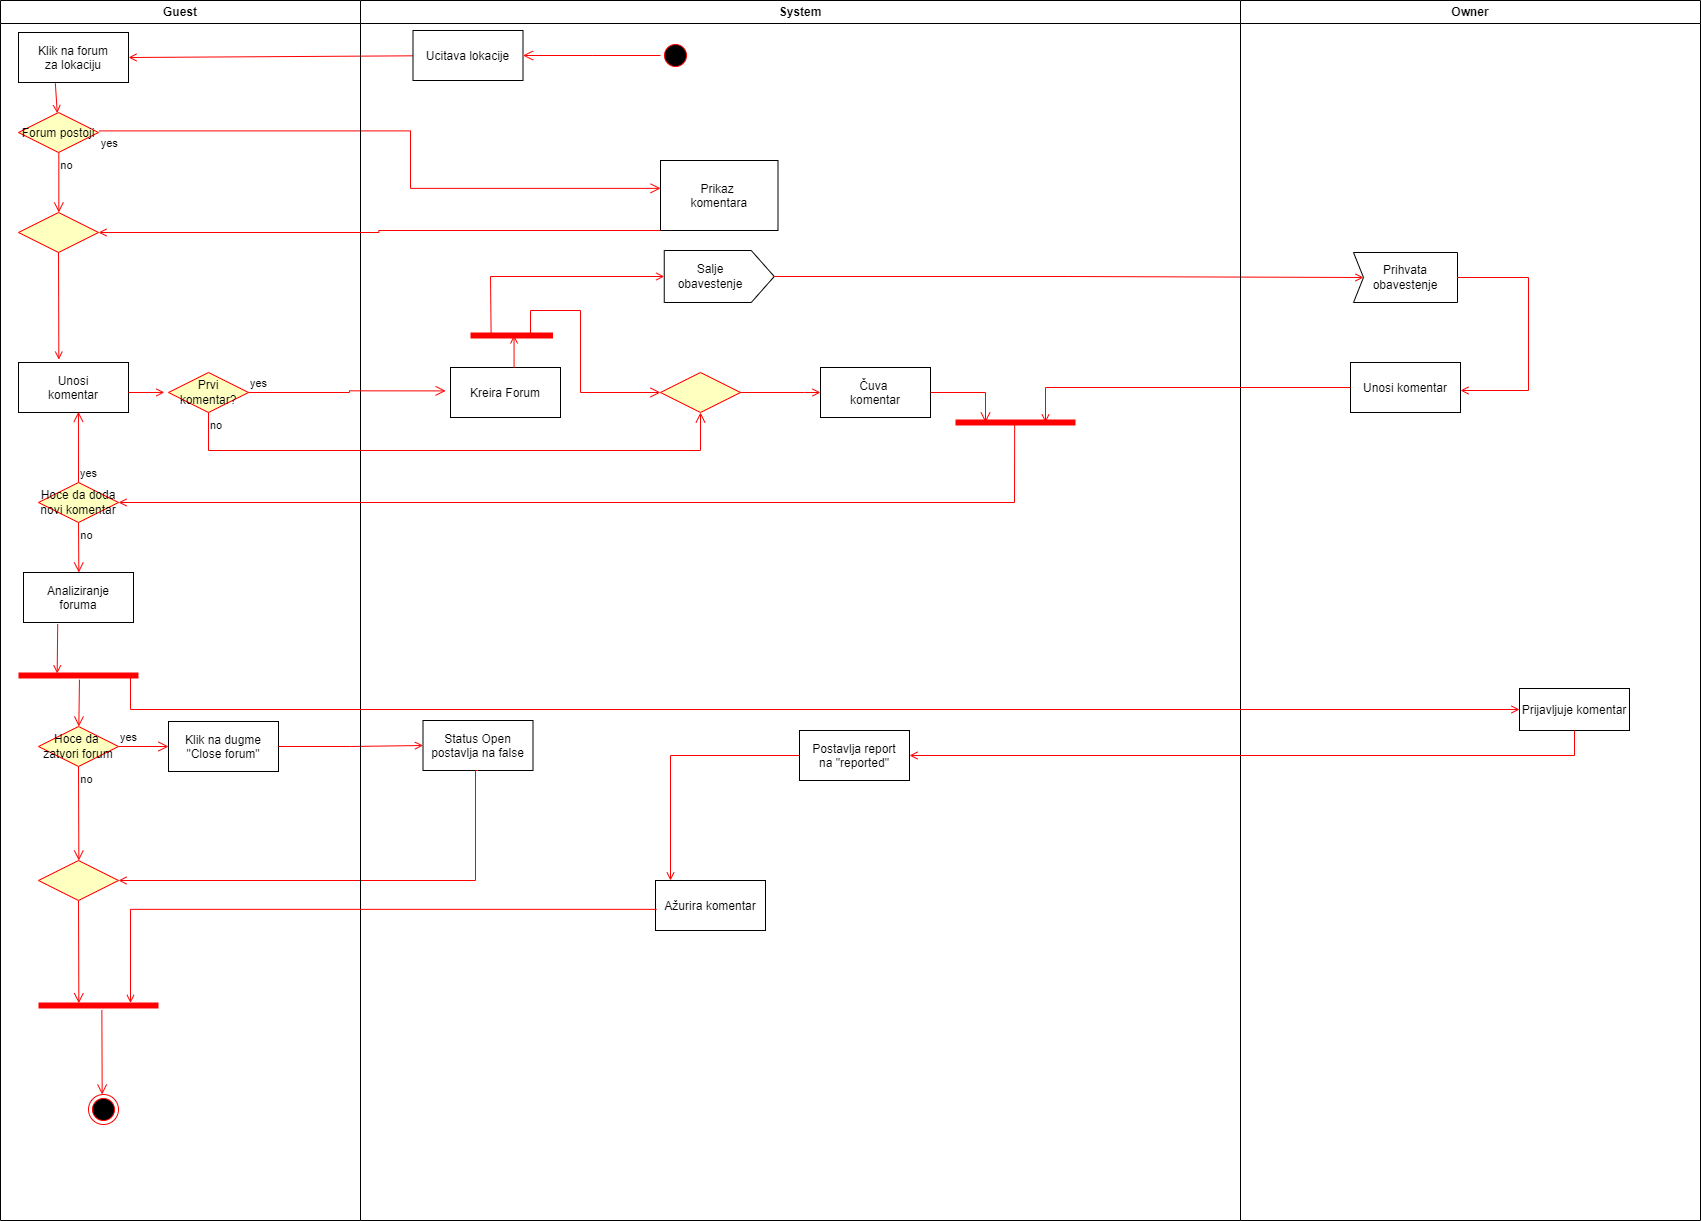 Guest
System
Owner
Klik na forum
za lokaciju
Ucitava lokacije
Forum postoji
yes
no
Prikaz
komentara
Salje
obavestenje
Prihvata
obavestenje
Unosi
komentar
Prvi
komentar?
yes
no
Kreira Forum
Čuva
komentar
Unosi komentar
yes
Hoce da doda
novi komentar
no
Analiziranje
foruma
Prijavljuje komentar
Hoce da
zatvori forum
yes
no
Klik na dugme
"Close forum"
Status Open
postavlja na false
Postavlja report
na "reported"
Ažurira komentar